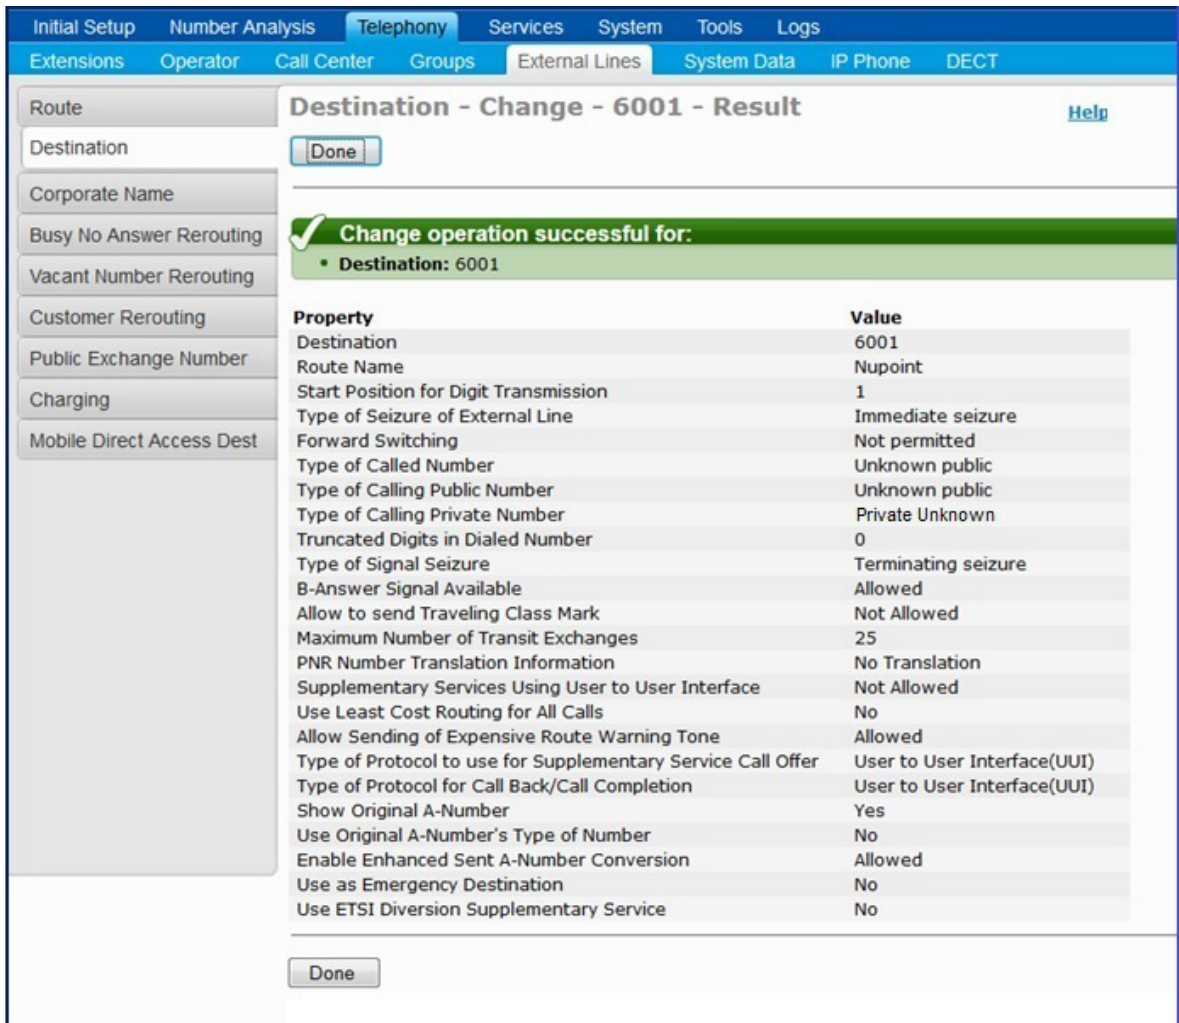 Initial Setup Number Analysis Telephony Services System Tools Logs
Extensions Operator Call Center Groups External Lines System Data IP Phone DECT
Route
Destination
Corporate Name
Busy No Answer Rerouting
Vacant Number Rerouting
Customer Rerouting
Public Exchange Number
Charging
Mobile Direct Access Dest
Destination - Change - 6001 - Result
Help
Done
Change operation successful for:
• Destination: 6001
Property Value
Destination 6001
Route Name Nupoint
Start Position for Digit Transmission 1
Type of Seizure of External Line Immediate seizure
Forward Switching Not permitted
Type of Called Number Unknown public
Type of Calling Public Number Unknown public
Type of Calling Private Number Private Unknown
Truncated Digits in Dialed Number 0
Type of Signal Seizure Terminating seizure
B-Answer Signal Available Allowed
Allow to send Traveling Class Mark Not Allowed
Maximum Number of Transit Exchanges 25
PNR Number Translation Information No Translation
Supplementary Services Using User to User Interface Not Allowed
Use Least Cost Routing for All Calls No
Allow Sending of Expensive Route Warning Tone Allowed
Type of Protocol to use for Supplementary Service Call Offer User to User Interface(UUI)
Type of Protocol for Call Back/Call Completion User to User Interface(UUI)
Show Original A-Number Yes
Use Original A-Number's Type of Number No
Enable Enhanced Sent A-Number Conversion Allowed
Use as Emergency Destination No
Use ETSI Diversion Supplementary Service No
Done